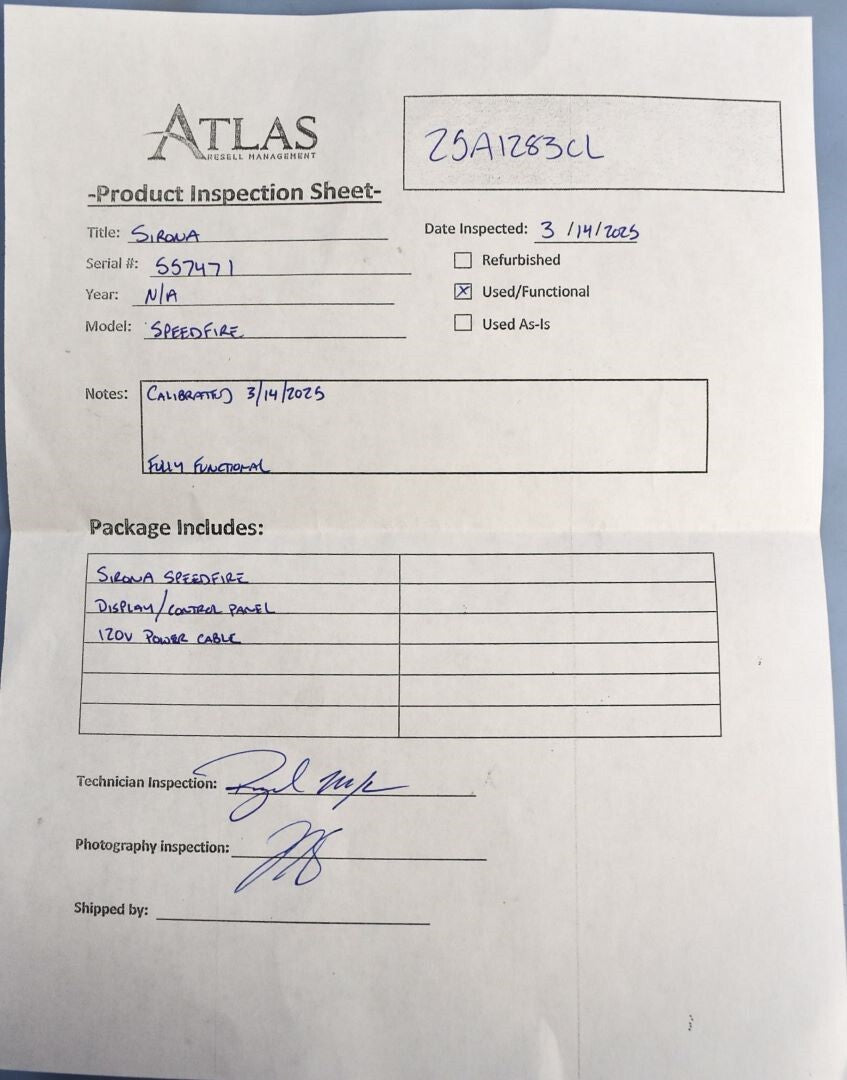 ATLAS
RESELL MANAGEMENT
25A1283CL
-Product Inspection Sheet-
Title: SIRONA
Date Inspected: 3/14/2025
Serial #: 557471
Refurbished
Year: N/A
Used/Functional
Model: SPEEDFIRE
Used As-Is
Notes: CALIBRATED 3/14/2025
FULLY FUNCTIONAL
Package Includes:
SIRONA SPEEDFIRE
DISPLAY/CONTROL PANEL
120V POWER CABLE
Technician Inspection:
Photography inspection:
Shipped by: